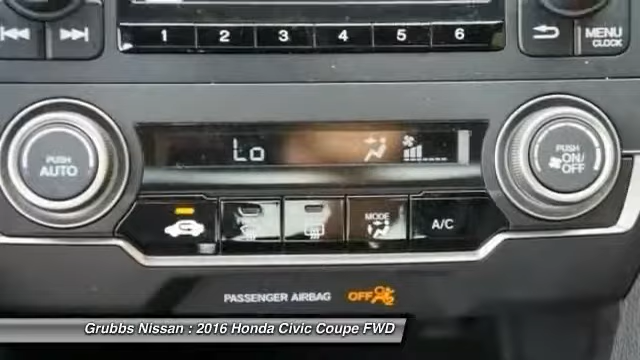 1 2 3 4 5 6
MENU
CLOCK
PUSH
AUTO
Lo
PUSH
ON/
OFF
MODE
A/C
PASSENGER AIRBAG OFF 2
Grubbs Nissan : 2016 Honda Civic Coupe FWD